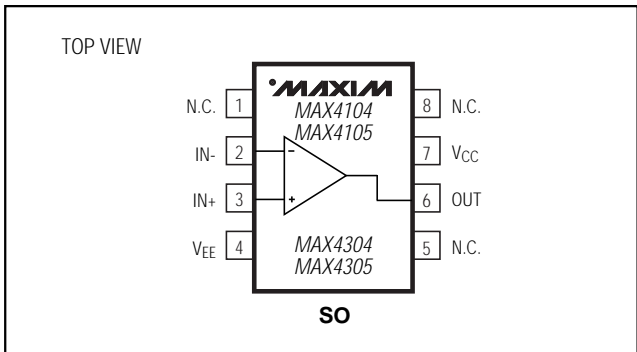 TOP VIEW
MAXIM
MAX4104
MAX4105
N.C. 1
8 N.C.
IN- 2
−
7 VCC
IN+ 3
+
6 OUT
VEE 4
5 N.C.
MAX4304
MAX4305
SO